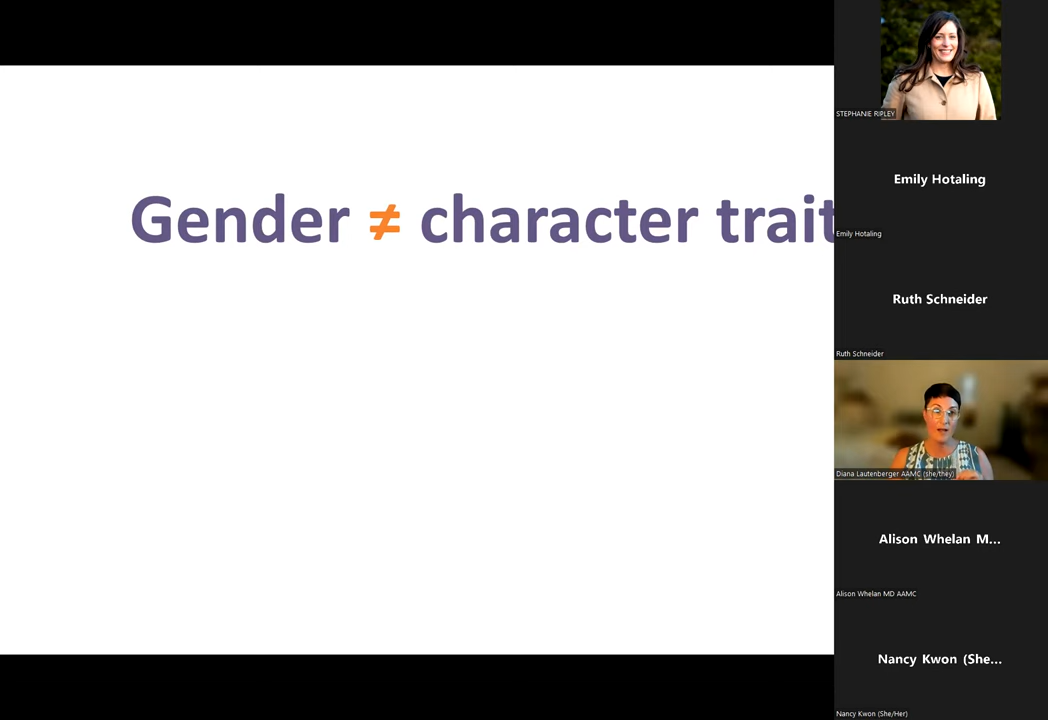 Gender ≠ character trait
STEPHANIE RIPLEY
Emily Hotaling
Emily Hotaling
Ruth Schneider
Ruth Schneider
Diana Lautenberger AAMC (she/they)
Alison Whelan M...
Alison Whelan MD AAMC
Nancy Kwon (She...
Nancy Kwon (She/Her)